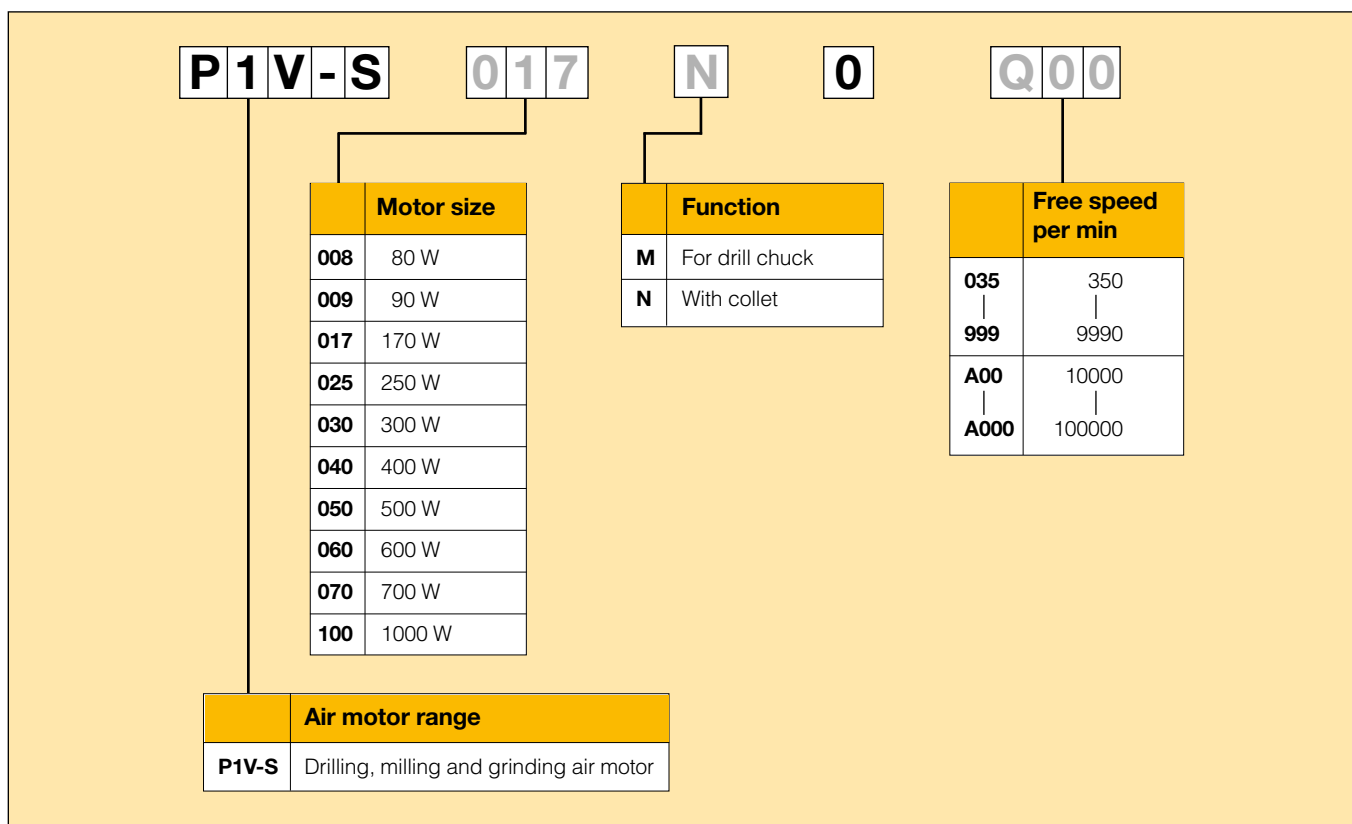 P1V-S 017 N 0 Q00
Motor size
008 80 W
009 90 W
017 170 W
025 250 W
030 300 W
040 400 W
050 500 W
060 600 W
070 700 W
100 1000 W
Function
M For drill chuck
N With collet
Free speed
per min
035 350
999 9990
A00 10000
A000 100000
Air motor range
P1V-S Drilling, milling and grinding air motor